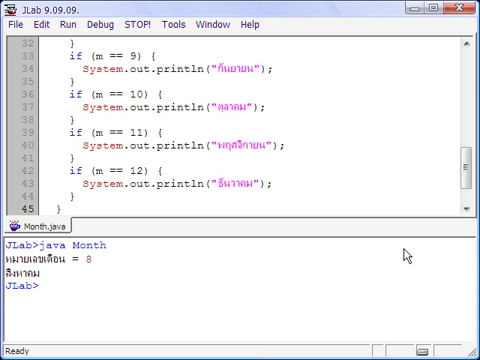 JLab 9.09.09.
File Edit Run Debug STOP! Tools Window Help
32 }
33 if (m == 9) {
34 System.out.println("กันยายน");
35 }
36 if (m == 10) {
37 System.out.println("ตุลาคม");
38 }
39 if (m == 11) {
40 System.out.println("พฤศจิกายน");
41 }
42 if (m == 12) {
43 System.out.println("ธันวาคม");
44 }
45 }
Month.java
JLab>java Month
หมายเลขเดือน = 8
สิงหาคม
JLab>
Ready